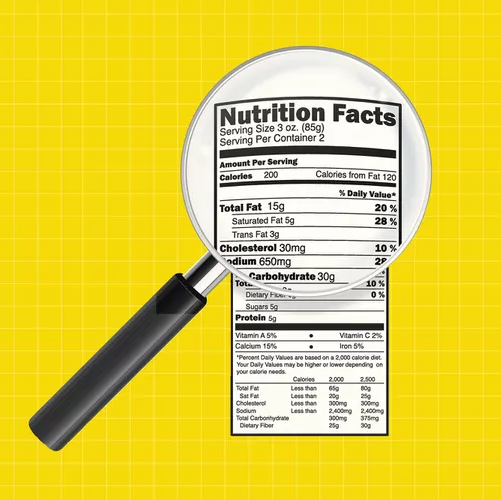 Nutrition Facts
Serving Size 3 oz. (85g)
Serving Per Container 2
Amount Per Serving
Calories 200 Calories from Fat 120
% Daily Value*
Total Fat 15g 20 %
Saturated Fat 5g 28 %
Trans Fat 3g
Cholesterol 30mg 10 %
odium 650mg 28
Carbohydrate 30g %
Tot 10 %
Dietary Fiber 0 %
Sugars 5g
Protein 5g
Vitamin A 5% • Vitamin C 2%
Calcium 15% • Iron 5%
*Percent Daily Values are based on a 2,000 calorie diet.
Your Daily Values may be higher or lower depending on
your calorie needs.
Calories 2,000 2,500
Total Fat Less than 65g 80g
Sat Fat Less than 20g 25g
Cholesterol Less than 300mg 300mg
Sodium Less than 2,400mg 2,400mg
Total Carbonhydrate 300mg 375mg
Dietary Fiber 25g 30g